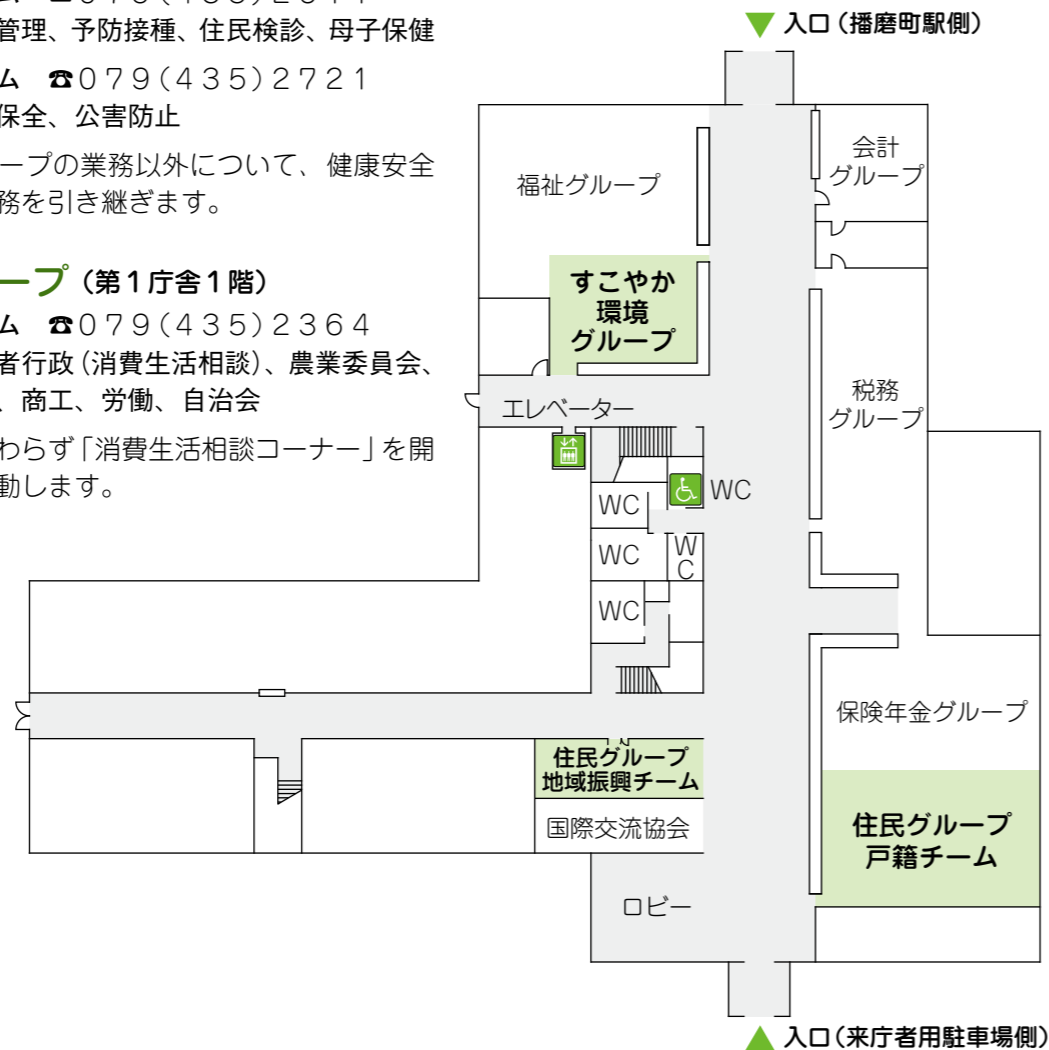 管理、予防接種、住民検診、母子保健
ム ☎079(435)2721
保全、公害防止
ープの業務以外について、健康安全
務を引き継ぎます。
ープ(第1庁舎1階)
ム ☎079(435)2364
者行政(消費生活相談)、農業委員会、
、商工、労働、自治会
わらず「消費生活相談コーナー」を開
動します。
▼ 入口(播磨町駅側)
福祉グループ
会計
グループ
すこやか
環境
グループ
税務
グループ
エレベーター
WC
WC
WC
WC
WC
保険年金グループ
住民グループ
地域振興チーム
国際交流協会
住民グループ
戸籍チーム
ロビー
▲ 入口(来庁者用駐車場側)